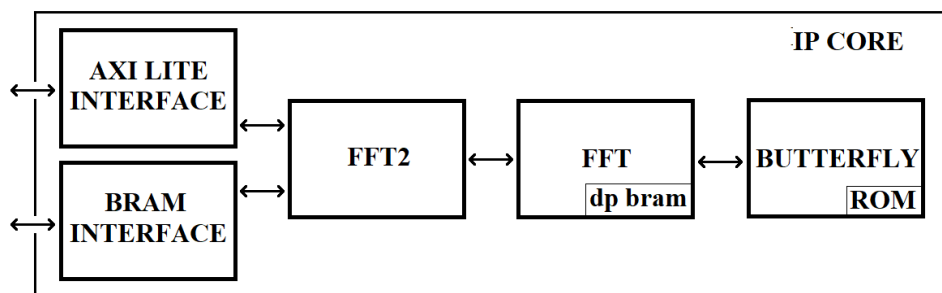 IP CORE
AXI LITE
INTERFACE
BRAM
INTERFACE
FFT2
FFT
dp bram
BUTTERFLY
ROM